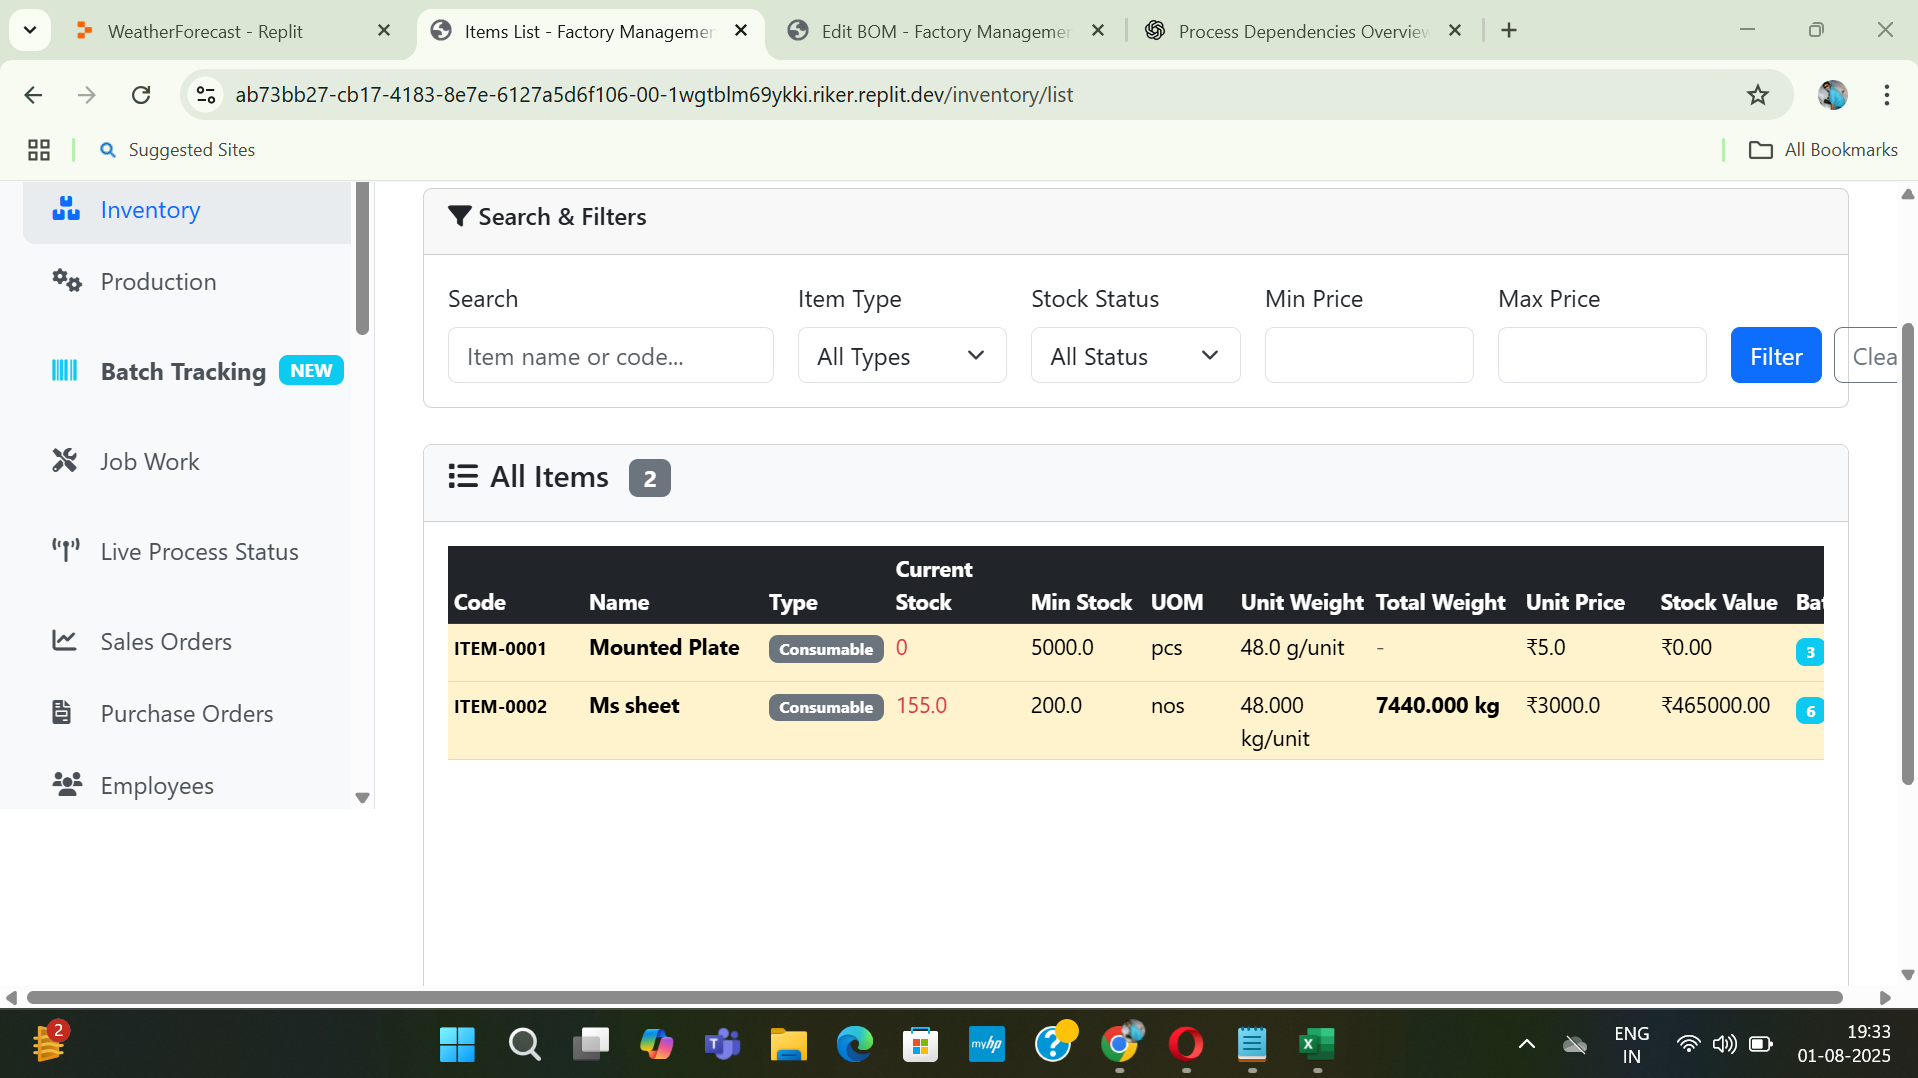 WeatherForecast - Replit
Items List - Factory Managemen
Edit BOM - Factory Managemen
Process Dependencies Overview
ab73bb27-cb17-4183-8e7e-6127a5d6f106-00-1wgtblm69ykki.riker.replit.dev/inventory/list
Suggested Sites
All Bookmarks
Inventory
Production
Batch Tracking NEW
Job Work
Live Process Status
Sales Orders
Purchase Orders
Employees
Search & Filters
Search
Item Type
Stock Status
Min Price
Max Price
Item name or code...
All Types
All Status
Filter
Clea
All Items 2
Code Name Type Current Stock Min Stock UOM Unit Weight Total Weight Unit Price Stock Value Bat
ITEM-0001 Mounted Plate Consumable 0 5000.0 pcs 48.0 g/unit - ₹5.0 ₹0.00 3
ITEM-0002 Ms sheet Consumable 155.0 200.0 nos 48.000 kg/unit 7440.000 kg ₹3000.0 ₹465000.00 6
2
T
myhp
?
X
ENG
IN
19:33
01-08-2025